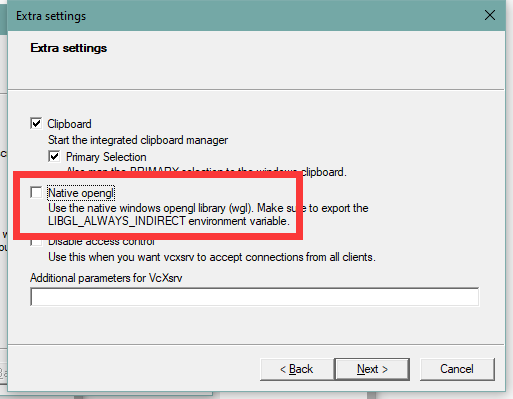 Extra settings
Extra settings
Clipboard
Start the integrated clipboard manager
Primary Selection
Also map the PRIMARY selection to the windows clipboard.
Native opengl
Use the native windows opengl library (wgl). Make sure to export the
LIBGL_ALWAYS_INDIRECT environment variable.
Disable access control
Use this when you want vcxsrv to accept connections from all clients.
Additional parameters for VcXsrv
< Back
Next >
Cancel